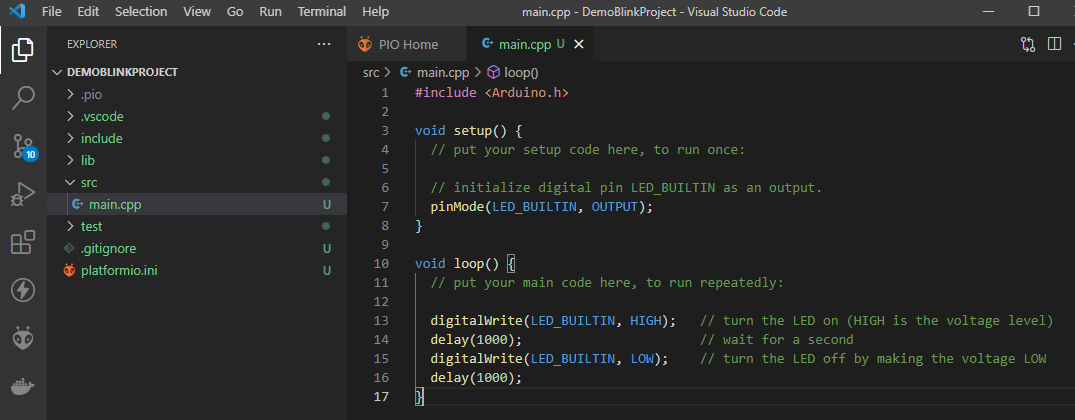 File Edit Selection View Go Run Terminal Help main.cpp - DemoBlinkProject - Visual Studio Code
EXPLORER ...
DEMOBLINKPROJECT
.pio
.vscode
include
lib
src
main.cpp U
test
.gitignore U
platformio.ini U
10
PIO Home main.cpp U
src > main.cpp > loop()
1 #include <Arduino.h>
2
3 void setup() {
4   // put your setup code here, to run once:
5
6   // initialize digital pin LED_BUILTIN as an output.
7   pinMode(LED_BUILTIN, OUTPUT);
8 }
9
10 void loop() {
11   // put your main code here, to run repeatedly:
12
13   digitalWrite(LED_BUILTIN, HIGH);   // turn the LED on (HIGH is the voltage level)
14   delay(1000);                       // wait for a second
15   digitalWrite(LED_BUILTIN, LOW);    // turn the LED off by making the voltage LOW
16   delay(1000);
17 }